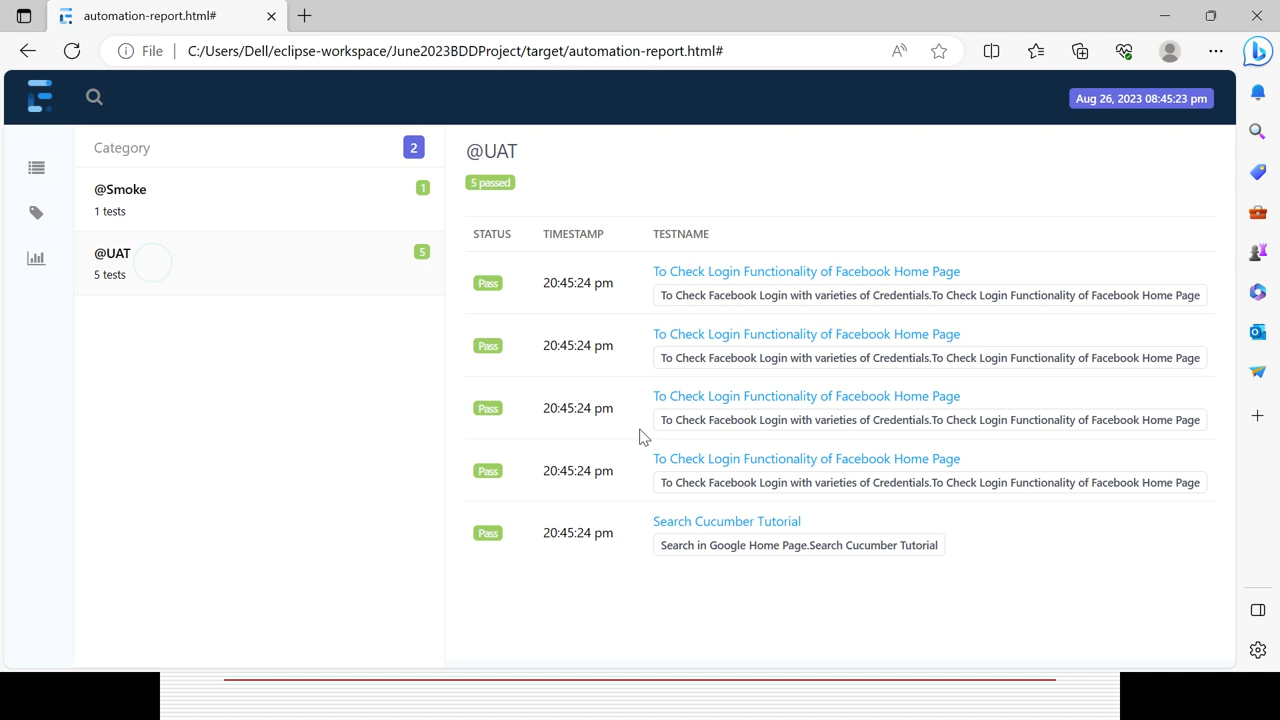 automation-report.html#
File
C:/Users/Dell/eclipse-workspace/June2023BDDProject/target/automation-report.html#
Aug 26, 2023 08:45:23 pm
Category
2
@Smoke
1
1 tests
@UAT
5
5 tests
@UAT
5 passed
STATUS TIMESTAMP TESTNAME
To Check Login Functionality of Facebook Home Page
Pass 20:45:24 pm
To Check Facebook Login with varieties of Credentials.To Check Login Functionality of Facebook Home Page
To Check Login Functionality of Facebook Home Page
Pass 20:45:24 pm
To Check Facebook Login with varieties of Credentials.To Check Login Functionality of Facebook Home Page
To Check Login Functionality of Facebook Home Page
Pass 20:45:24 pm
To Check Facebook Login with varieties of Credentials.To Check Login Functionality of Facebook Home Page
To Check Login Functionality of Facebook Home Page
Pass 20:45:24 pm
To Check Facebook Login with varieties of Credentials.To Check Login Functionality of Facebook Home Page
Search Cucumber Tutorial
Pass 20:45:24 pm
Search in Google Home Page.Search Cucumber Tutorial